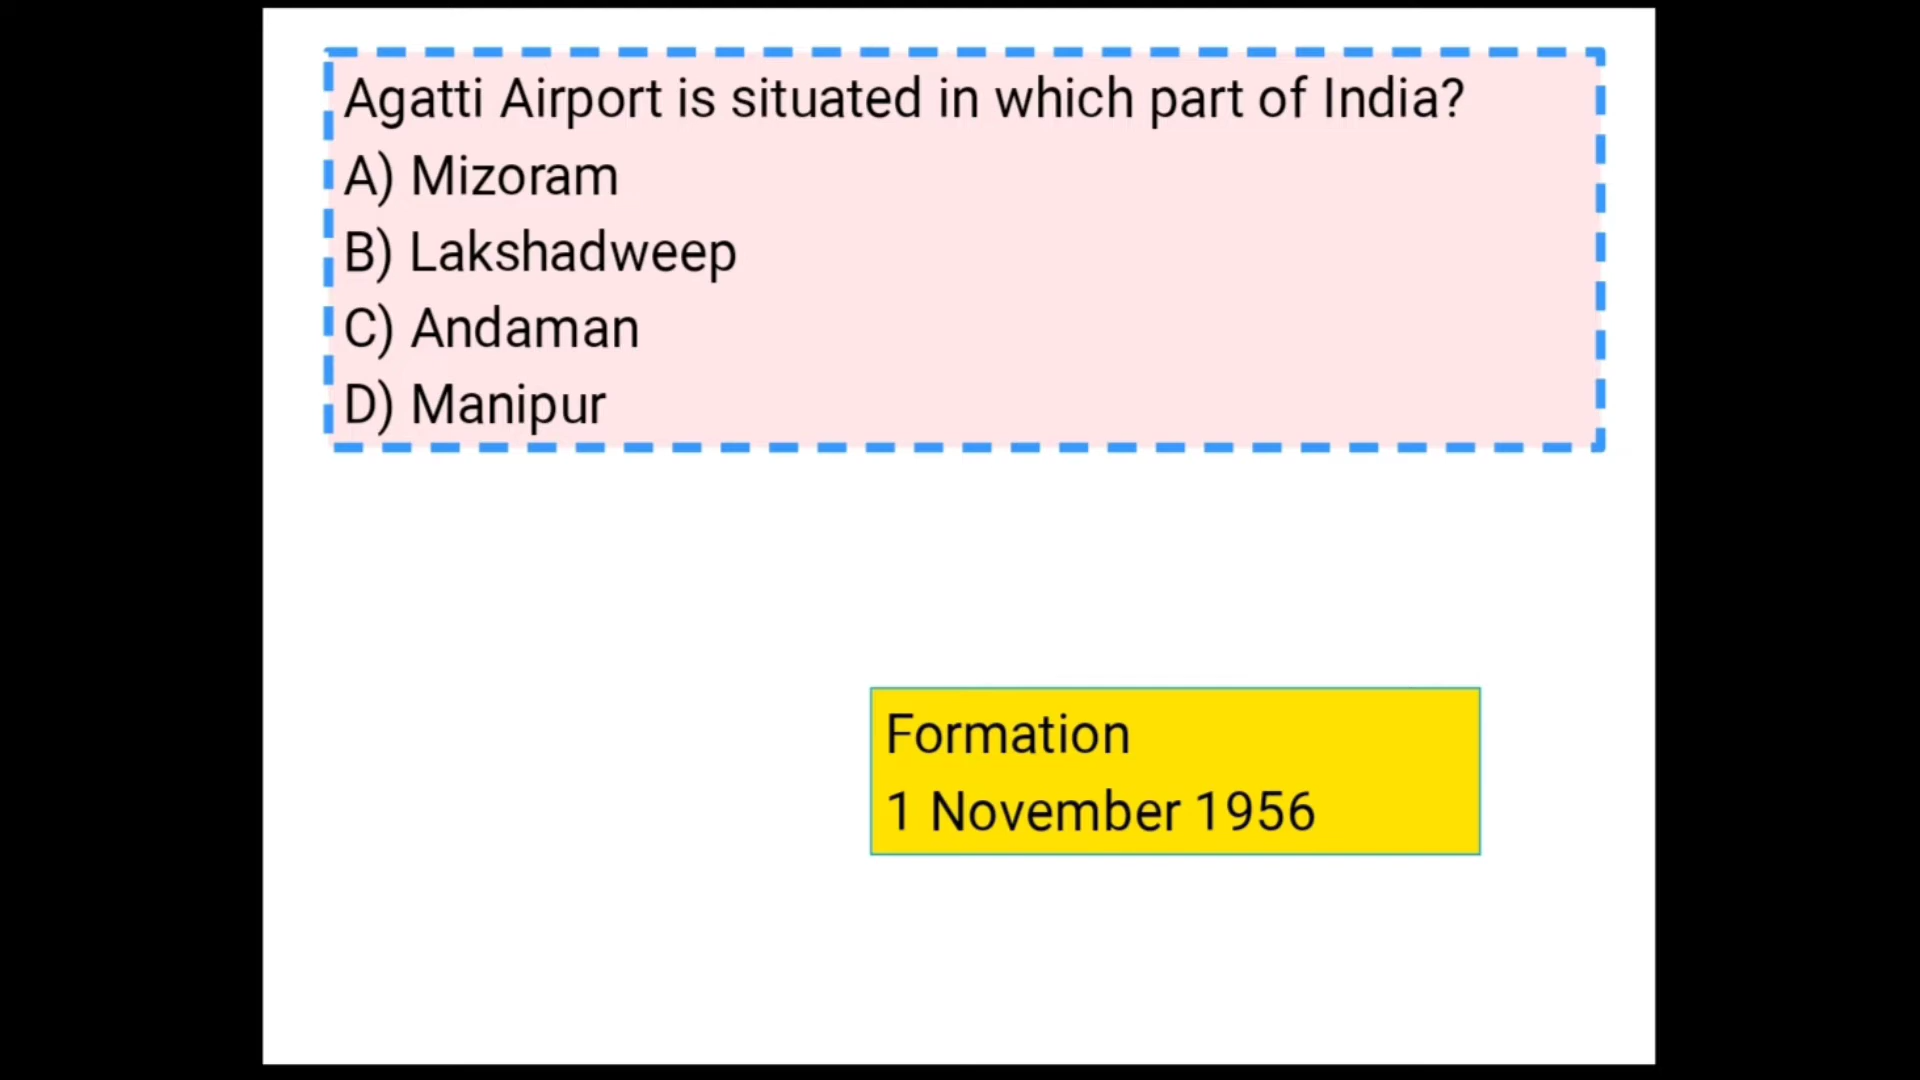 Agatti Airport is situated in which part of India?
A) Mizoram
B) Lakshadweep
C) Andaman
D) Manipur
Formation
1 November 1956